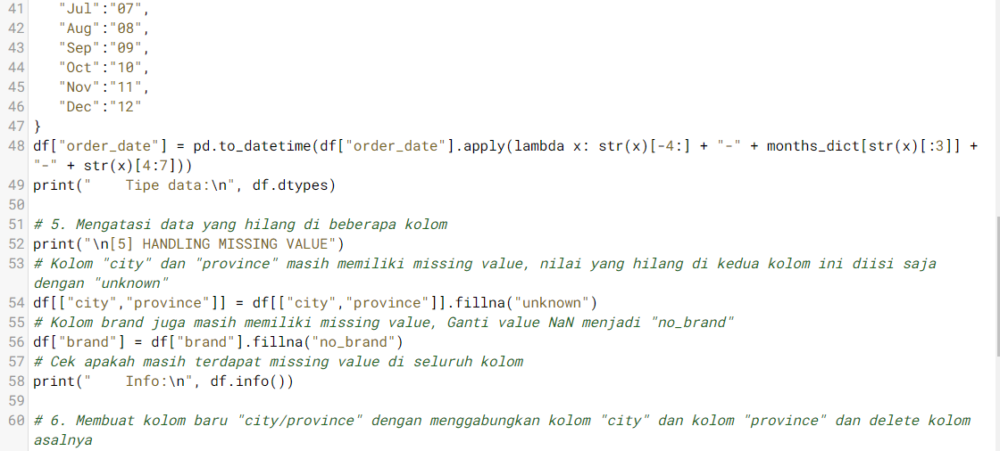 41    "Jul":"07",
42    "Aug":"08",
43    "Sep":"09",
44    "Oct":"10",
45    "Nov":"11",
46    "Dec":"12"
47 }
48 df["order_date"] = pd.to_datetime(df["order_date"].apply(lambda x: str(x)[-4:] + "-" + months_dict[str(x)[:3]] +
"-" + str(x)[4:7]))
49 print("    Tipe data:\n", df.dtypes)
50
51 # 5. Mengatasi data yang hilang di beberapa kolom
52 print("\n[5] HANDLING MISSING VALUE")
53 # Kolom "city" dan "province" masih memiliki missing value, nilai yang hilang di kedua kolom ini diisi saja
dengan "unknown"
54 df[["city","province"]] = df[["city","province"]].fillna("unknown")
55 # Kolom brand juga masih memiliki missing value, Ganti value NaN menjadi "no_brand"
56 df["brand"] = df["brand"].fillna("no_brand")
57 # Cek apakah masih terdapat missing value di seluruh kolom
58 print("    Info:\n", df.info())
59
60 # 6. Membuat kolom baru "city/province" dengan menggabungkan kolom "city" dan kolom "province" dan delete kolom
asalnya